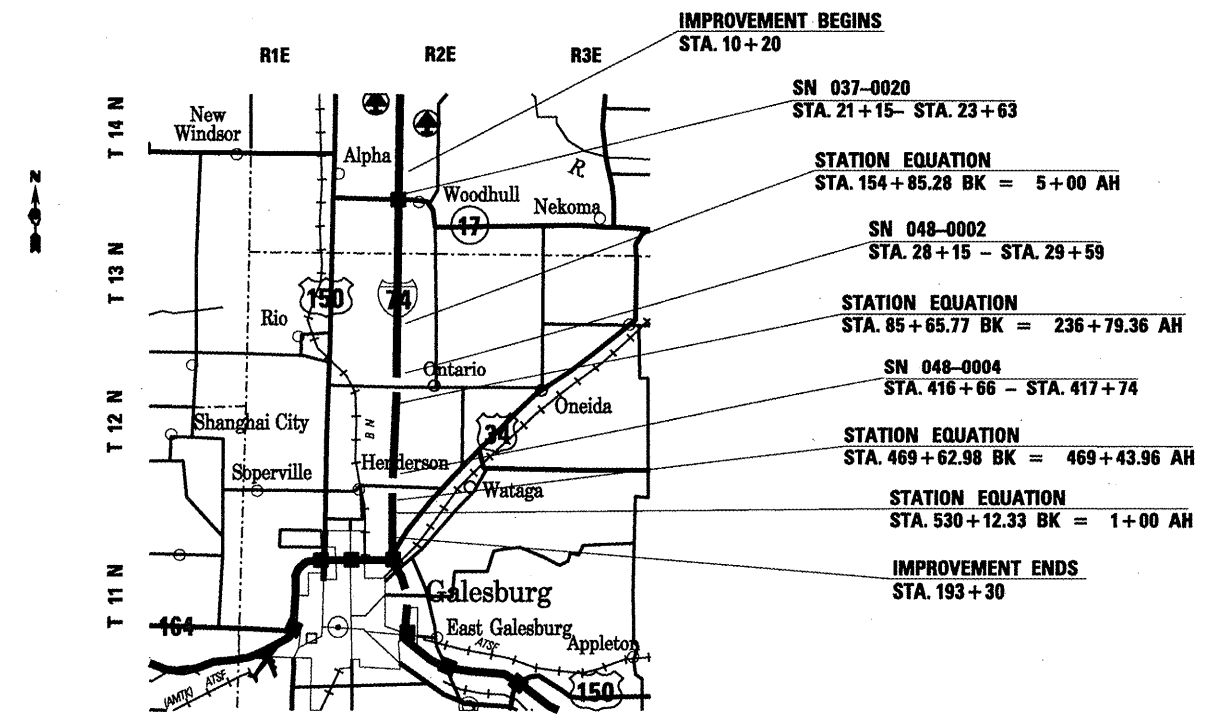 IMPROVEMENT BEGINS
STA. 10+20
R1E
R2E
R3E
SN 037-0020
STA. 21+15- STA. 23+63
T 14 N
New
Windsor
Alpha
R.
STATION EQUATION
STA. 154+85.28 BK = 5+00 AH
Woodhull
Nekoma
17
N
SN 048-0002
STA. 28+15 - STA. 29+59
T 13 N
150
74
Rio
STATION EQUATION
STA. 85+65.77 BK = 236+79.36 AH
Ontario
SN 048-0004
STA. 416+66 - STA. 417+74
T 12 N
Shanghai City
BN
34
Oneida
STATION EQUATION
STA. 469+62.98 BK = 469+43.96 AH
Soperville
Henderson
Wataga
STATION EQUATION
STA. 530+12.33 BK = 1+00 AH
IMPROVEMENT ENDS
STA. 193+30
T 11 N
Galesburg
164
East Galesburg
ATSF
Appleton
(AMTK) ATSF
150